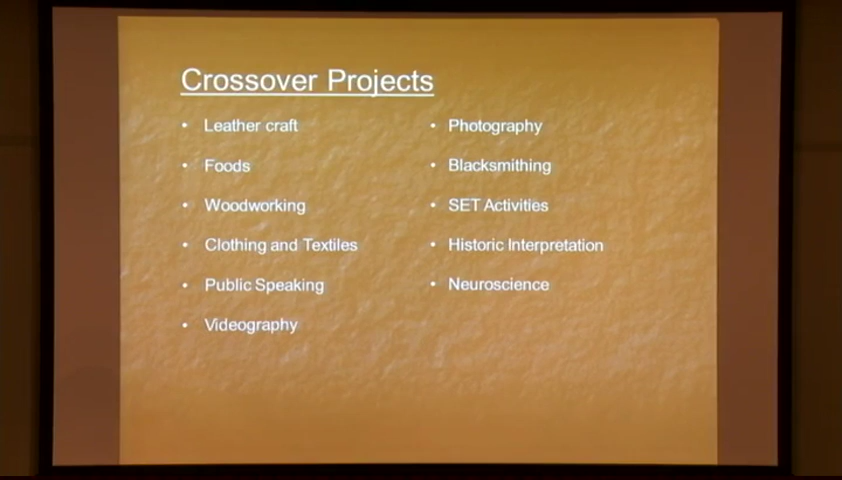 Crossover Projects
• Leather craft
• Foods
• Woodworking
• Clothing and Textiles
• Public Speaking
• Videography
• Photography
• Blacksmithing
• SET Activities
• Historic Interpretation
• Neuroscience